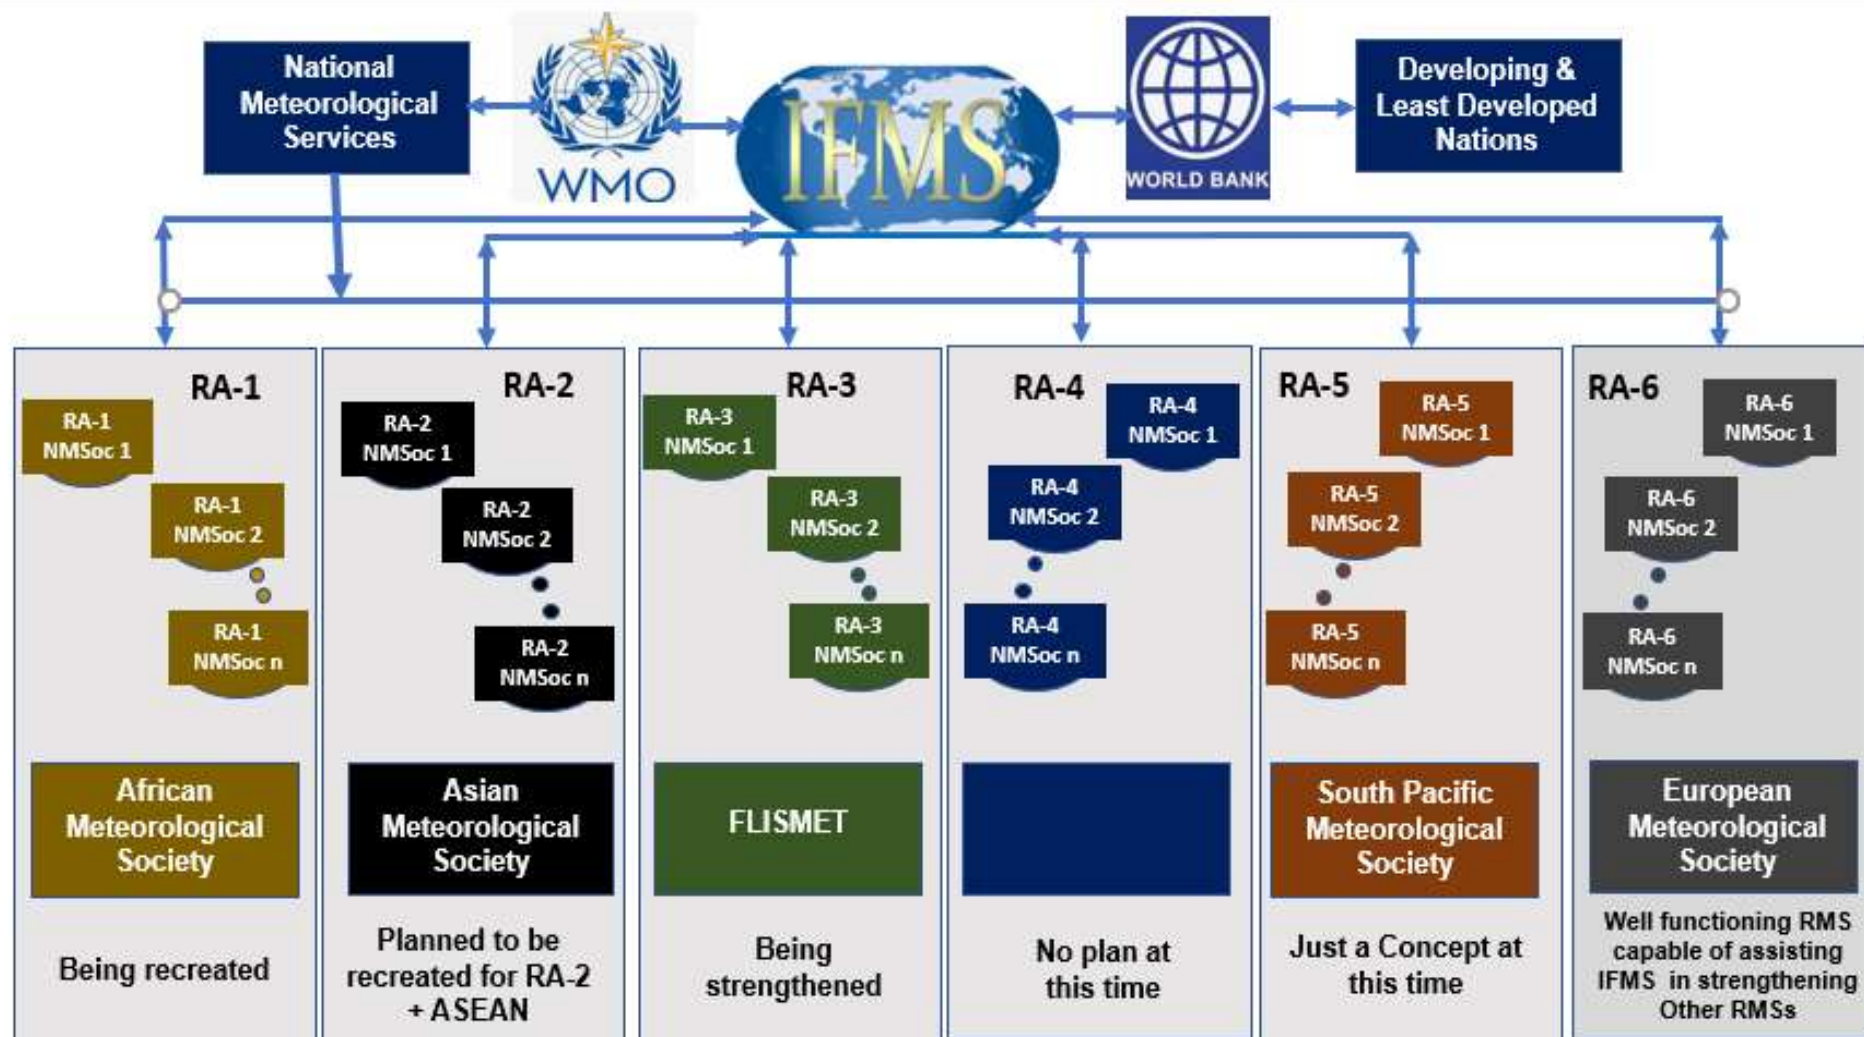 National
Meteorological
Services
WMO
IFMS
WORLD BANK
Developing &
Least Developed
Nations
RA-1
RA-1
NMSoc 1
RA-1
NMSoc 2
RA-1
NMSoc n
African
Meteorological
Society
Being recreated
RA-2
RA-2
NMSoc 1
RA-2
NMSoc 2
RA-2
NMSoc n
Asian
Meteorological
Society
Planned to be
recreated for RA-2
+ ASEAN
RA-3
RA-3
NMSoc 1
RA-3
NMSoc 2
RA-3
NMSoc n
FLISMET
Being
strengthened
RA-4
RA-4
NMSoc 1
RA-4
NMSoc 2
RA-4
NMSoc n
No plan at
this time
RA-5
RA-5
NMSoc 1
RA-5
NMSoc 2
RA-5
NMSoc n
South Pacific
Meteorological
Society
Just a Concept at
this time
RA-6
RA-6
NMSoc 1
RA-6
NMSoc 2
RA-6
NMSoc n
European
Meteorological
Society
Well functioning RMS
capable of assisting
IFMS in strengthening
Other RMSs